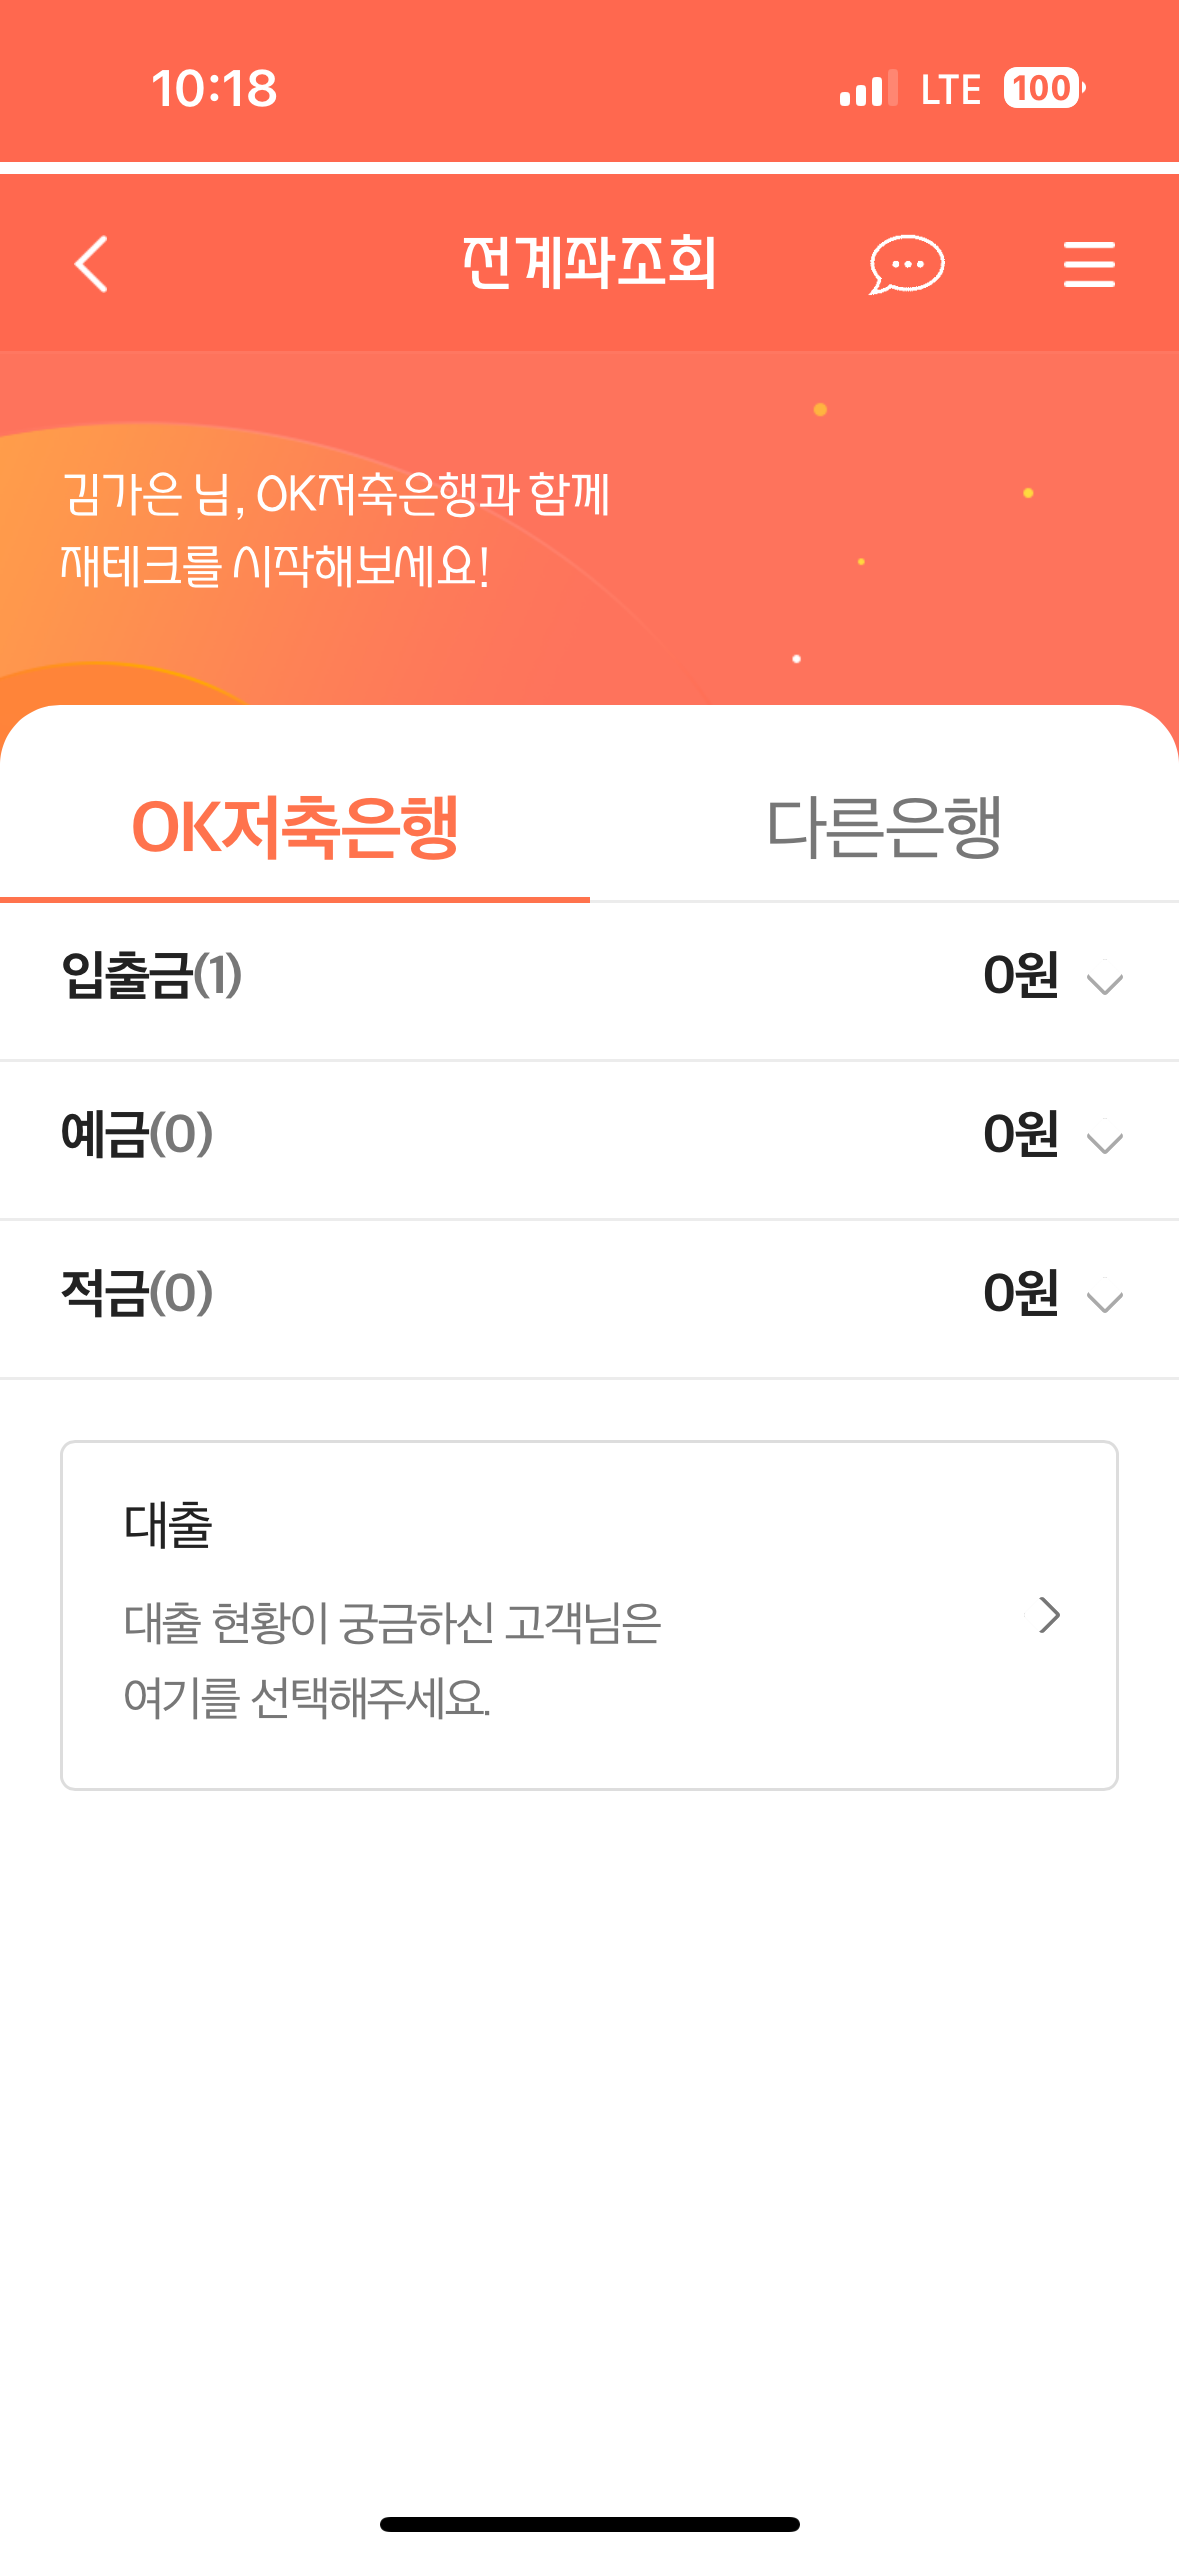 10:18 LTE 100
전계좌조회
김가은 님, OK저축은행과 함께
재테크를 시작해보세요!
OK저축은행 다른은행
입출금(1) 0원
예금(0) 0원
적금(0) 0원
대출
대출 현황이 궁금하신 고객님은
여기를 선택해주세요.